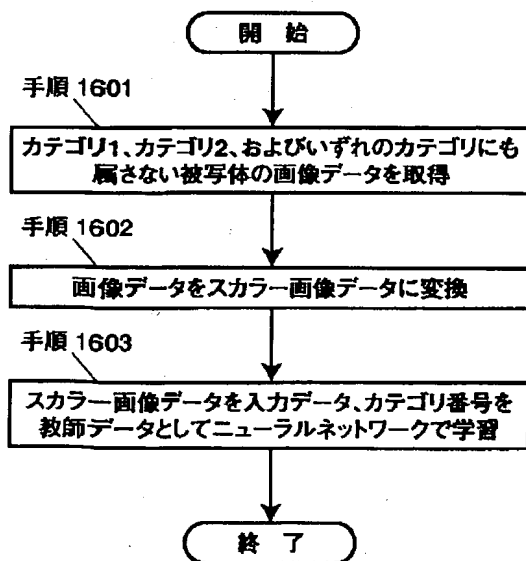 開 始
手順 1601
カテゴリ1、カテゴリ2、およびいずれのカテゴリにも
属さない被写体の画像データを取得
手順 1602
画像データをスカラー画像データに変換
手順 1603
スカラー画像データを入力データ、カテゴリ番号を
教師データとしてニューラルネットワークで学習
終 了